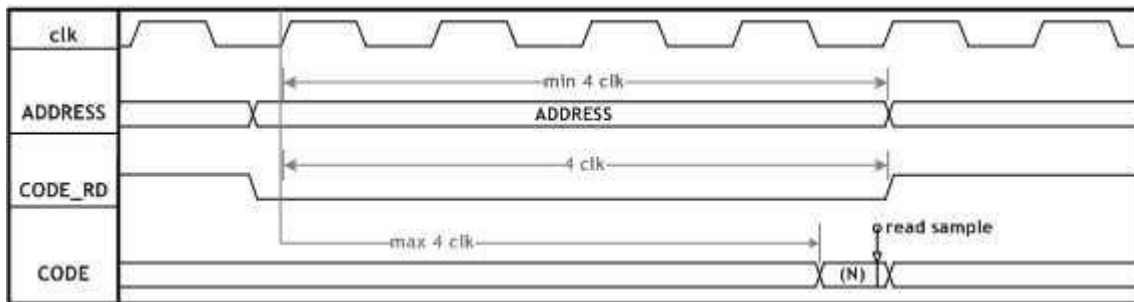 clk
min 4 clk
ADDRESS
ADDRESS
4 clk
CODE_RD
read sample
max 4 clk
CODE
(N)